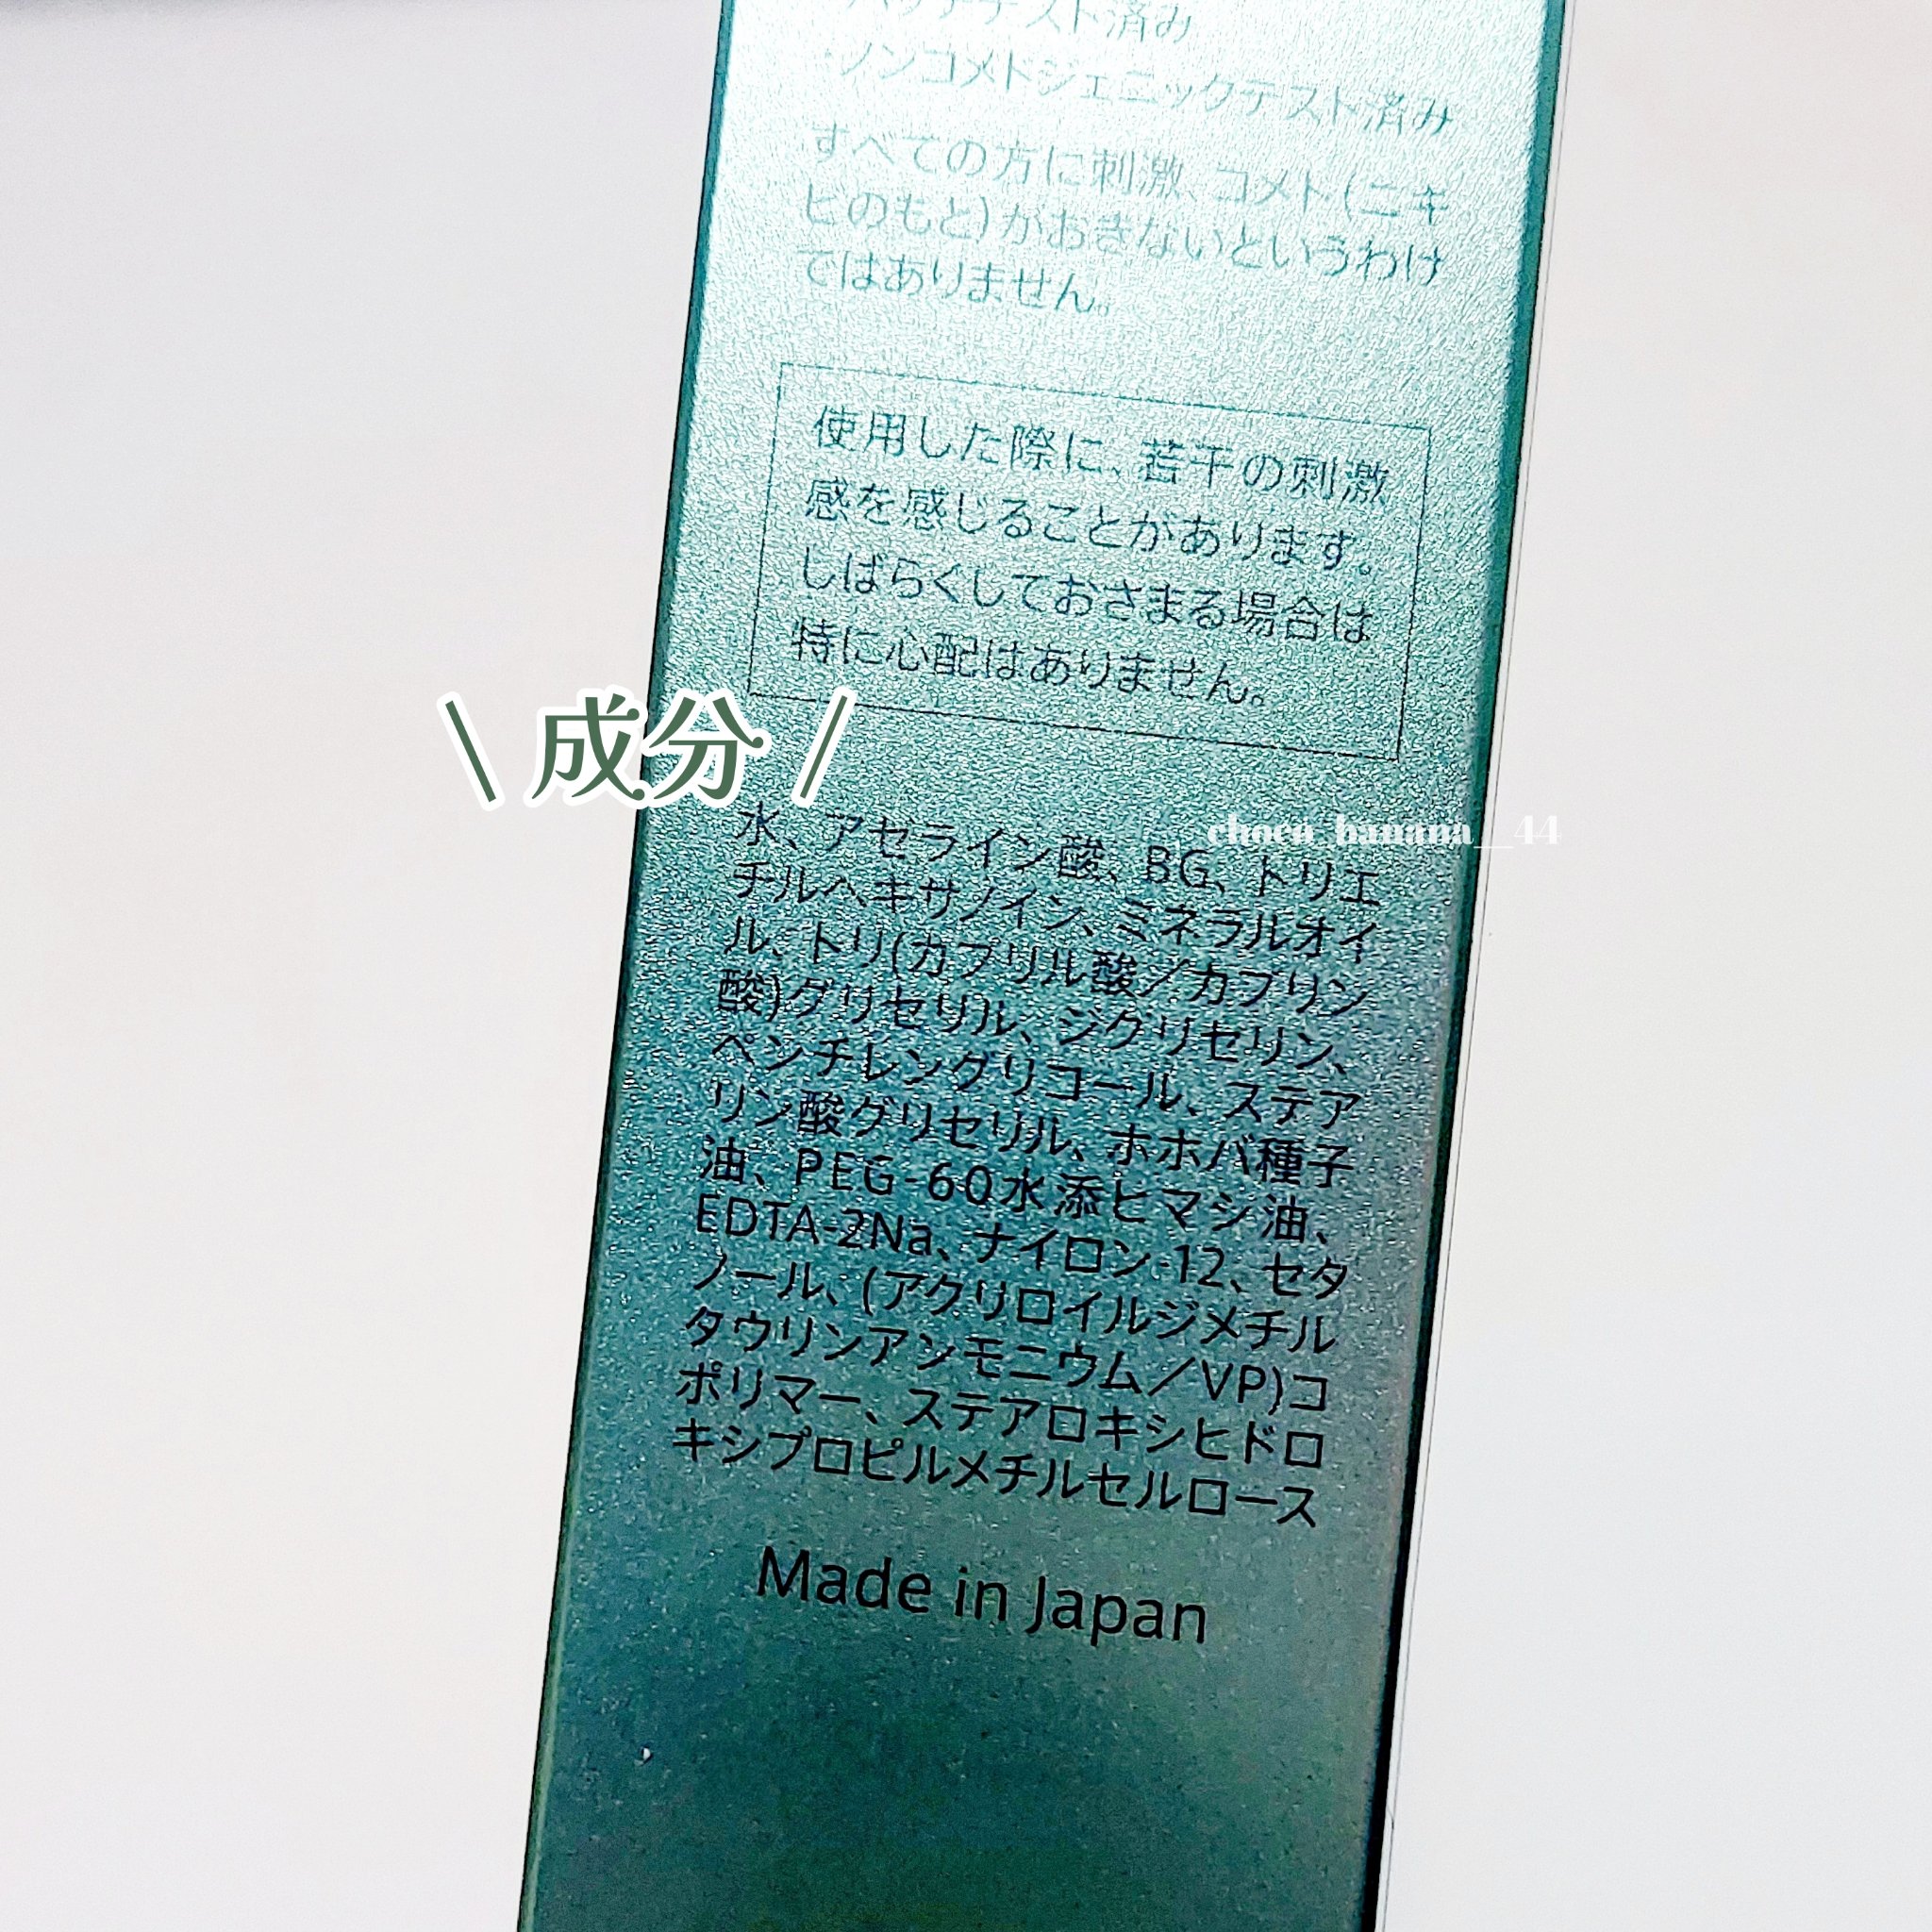 パッチテスト済み
・ノンコメドジェニックテスト済み
すべての方に刺激、コメド(ニキ
ビのもと)がおきないというわけ
ではありません。
使用した際に、若干の刺激
感を感じることがあります。
しばらくしておさまる場合は
特に心配はありません。
\ 成分 /
choco_banana__44
水、アゼライン酸、BG、トリエ
チルヘキサノイン、ミネラルオイ
ル、トリ(カプリル酸/カプリン
酸)グリセリル、ジグリセリン、
ペンチレングリコール、ステア
リン酸グリセリル、ホホバ種子
油、PEG-60水添ヒマシ油、
EDTA-2Na、ナイロン-12、セタ
ノール、(アクリロイルジメチル
タウリンアンモニウム/VP)コ
ポリマー、ステアロキシヒドロ
キシプロピルメチルセルロース
Made in Japan